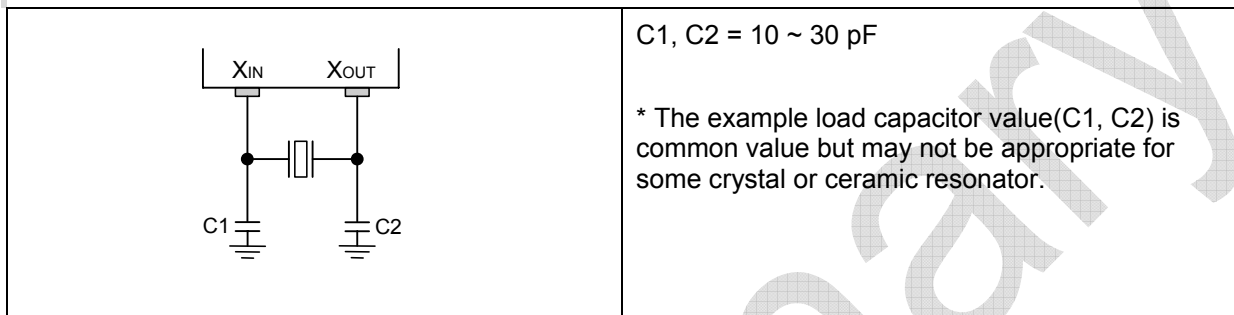 XIN XOUT
C1 C2
C1, C2 = 10 ~ 30 pF
* The example load capacitor value(C1, C2) is
common value but may not be appropriate for
some crystal or ceramic resonator.
ary